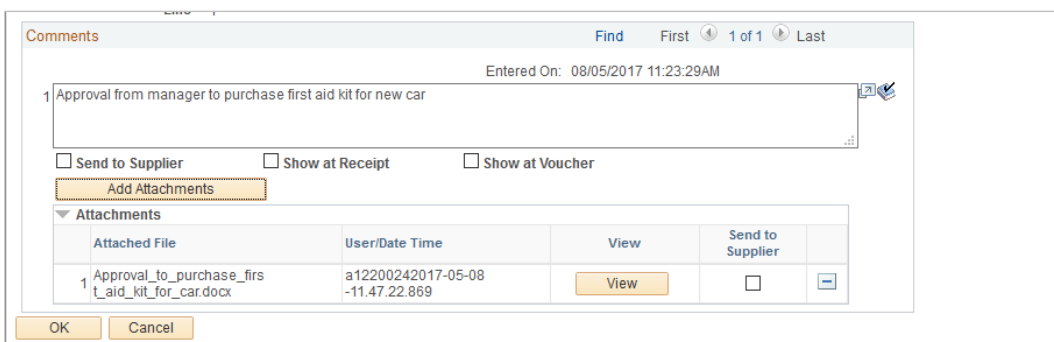 Line
Comments Find First 1 of 1 Last
Entered On: 08/05/2017 11:23:29AM
1 Approval from manager to purchase first aid kit for new car
Send to Supplier Show at Receipt Show at Voucher
Add Attachments
Attachments
Attached File User/Date Time View Send to
Supplier
1 Approval_to_purchase_firs a12200242017-05-08 View
t_aid_kit_for_car.docx -11.47.22.869
OK Cancel